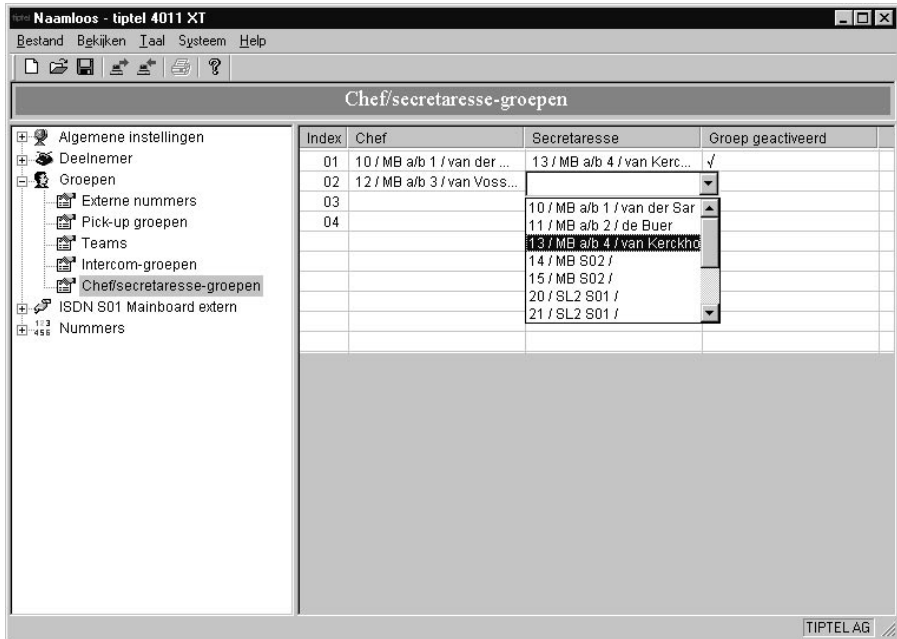 Naamloos - tiptel 4011 XT
Bestand Bekijken Taal Systeem Help
Chef/secretaresse-groepen
Algemene instellingen
Deelnemer
Groepen
Externe nummers
Pick-up groepen
Teams
Intercom-groepen
Chef/secretaresse-groepen
ISDN S01 Mainboard extern
Nummers
Index Chef Secretaresse Groep geactiveerd
01 10 / MB a/b 1 / van der ... 13 / MB a/b 4 / van Kerc... √
02 12 / MB a/b 3 / van Voss...
03
04
10 / MB a/b 1 / van der Sar
11 / MB a/b 2 / de Buer
13 / MB a/b 4 / van Kerckho
14 / MB S02 /
15 / MB S02 /
20 / SL2 S01 /
21 / SL2 S01 /
TIPTEL AG